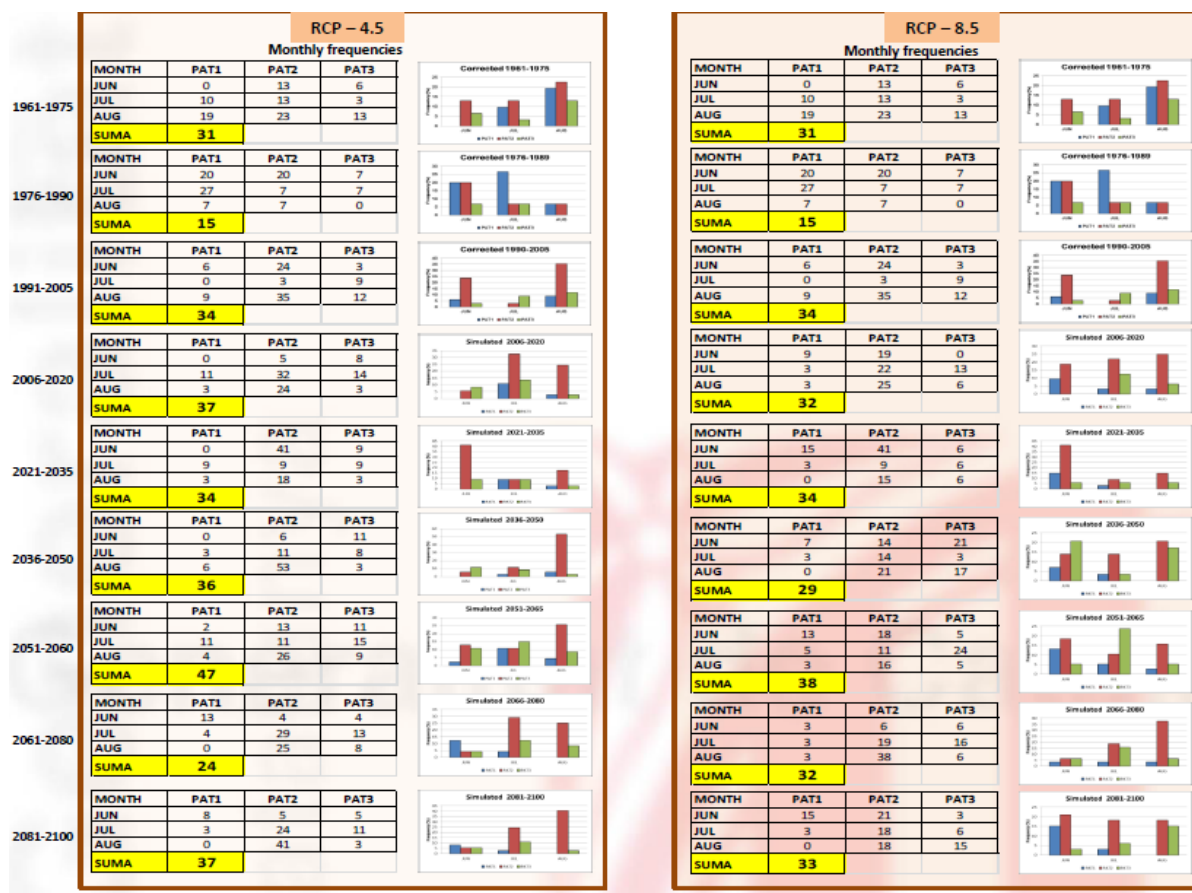 RCP – 4.5
Monthly frequencies
1961-1975
MONTH PAT1 PAT2 PAT3
JUN 0 13 6
JUL 10 13 3
AUG 19 23 13
SUMA 31
Corrected 1961-1975
1976-1990
MONTH PAT1 PAT2 PAT3
JUN 20 20 7
JUL 27 7 7
AUG 7 7 0
SUMA 15
Corrected 1976-1989
1991-2005
MONTH PAT1 PAT2 PAT3
JUN 6 24 3
JUL 0 3 9
AUG 9 35 12
SUMA 34
Corrected 1990-2005
2006-2020
MONTH PAT1 PAT2 PAT3
JUN 0 5 8
JUL 11 32 14
AUG 3 24 3
SUMA 37
Simulated 2006-2020
2021-2035
MONTH PAT1 PAT2 PAT3
JUN 0 41 9
JUL 9 9 9
AUG 3 18 3
SUMA 34
Simulated 2021-2035
2036-2050
MONTH PAT1 PAT2 PAT3
JUN 0 6 11
JUL 3 11 8
AUG 6 53 3
SUMA 36
Simulated 2036-2050
2051-2060
MONTH PAT1 PAT2 PAT3
JUN 2 13 11
JUL 11 11 15
AUG 4 26 9
SUMA 47
Simulated 2051-2065
2061-2080
MONTH PAT1 PAT2 PAT3
JUN 13 4 4
JUL 4 29 13
AUG 0 25 8
SUMA 24
Simulated 2066-2080
2081-2100
MONTH PAT1 PAT2 PAT3
JUN 8 5 5
JUL 3 24 11
AUG 0 41 3
SUMA 37
Simulated 2081-2100
RCP – 8.5
Monthly frequencies
MONTH PAT1 PAT2 PAT3
JUN 0 13 6
JUL 10 13 3
AUG 19 23 13
SUMA 31
Corrected 1961-1975
MONTH PAT1 PAT2 PAT3
JUN 20 20 7
JUL 27 7 7
AUG 7 7 0
SUMA 15
Corrected 1976-1989
MONTH PAT1 PAT2 PAT3
JUN 6 24 3
JUL 0 3 9
AUG 9 35 12
SUMA 34
Corrected 1990-2005
MONTH PAT1 PAT2 PAT3
JUN 9 19 0
JUL 3 22 13
AUG 3 25 6
SUMA 32
Simulated 2006-2020
MONTH PAT1 PAT2 PAT3
JUN 15 41 6
JUL 3 9 6
AUG 0 15 6
SUMA 34
Simulated 2021-2035
MONTH PAT1 PAT2 PAT3
JUN 7 14 21
JUL 3 14 3
AUG 0 21 17
SUMA 29
Simulated 2036-2050
MONTH PAT1 PAT2 PAT3
JUN 13 18 5
JUL 5 11 24
AUG 3 16 5
SUMA 38
Simulated 2051-2065
MONTH PAT1 PAT2 PAT3
JUN 3 6 6
JUL 3 19 16
AUG 3 38 6
SUMA 32
Simulated 2066-2080
MONTH PAT1 PAT2 PAT3
JUN 15 21 3
JUL 3 18 6
AUG 0 18 15
SUMA 33
Simulated 2081-2100